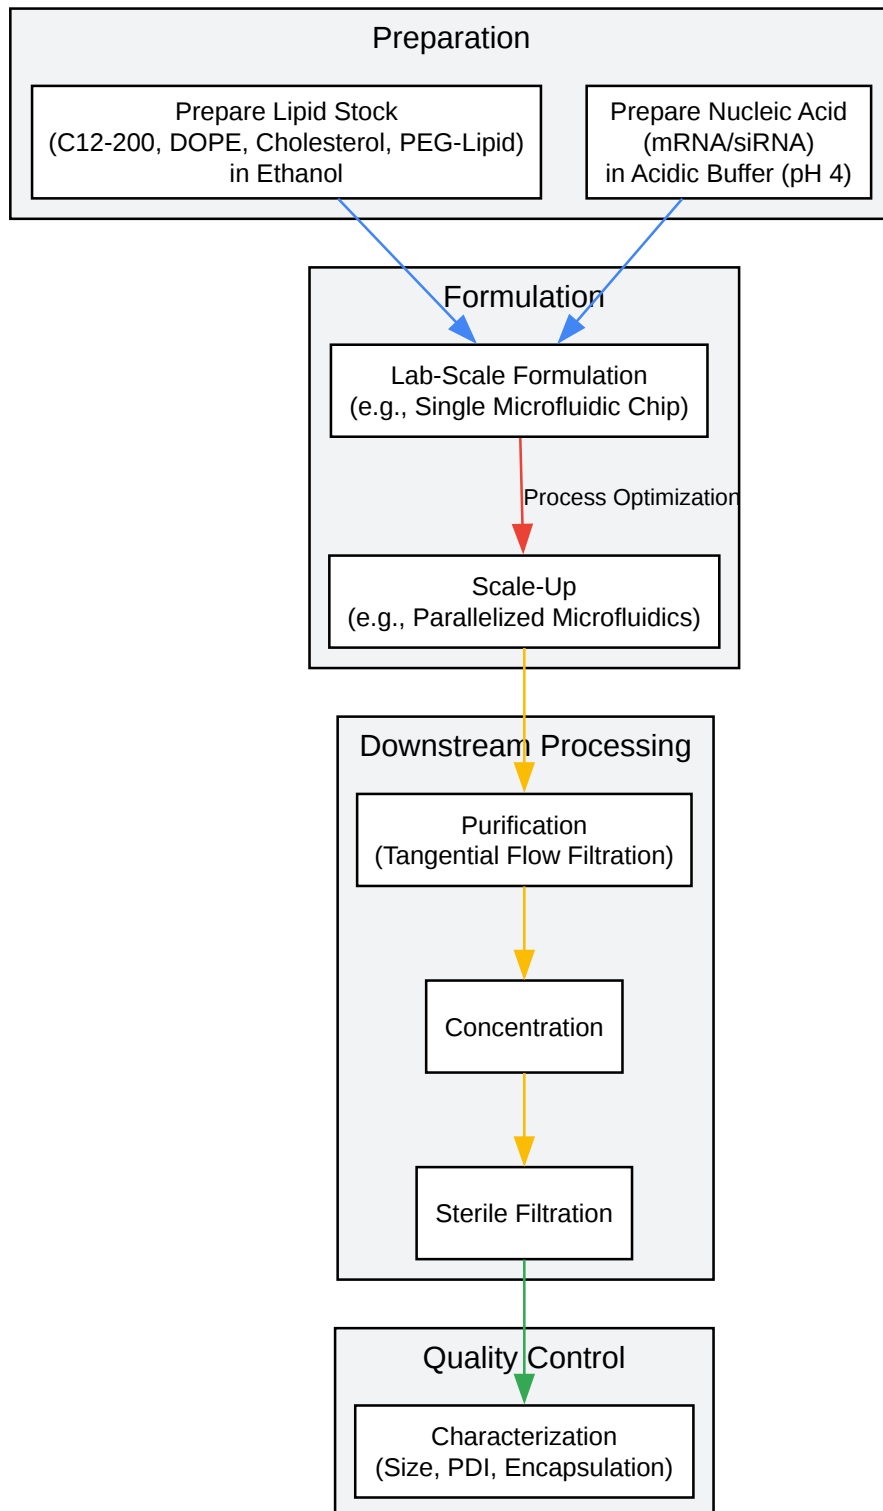 Preparation
Prepare Lipid Stock
(C12-200, DOPE, Cholesterol, PEG-Lipid)
in Ethanol
Prepare Nucleic Acid
(mRNA/siRNA)
in Acidic Buffer (pH 4)
Formulation
Lab-Scale Formulation
(e.g., Single Microfluidic Chip)
Process Optimization
Scale-Up
(e.g., Parallelized Microfluidics)
Downstream Processing
Purification
(Tangential Flow Filtration)
Concentration
Sterile Filtration
Quality Control
Characterization
(Size, PDI, Encapsulation)